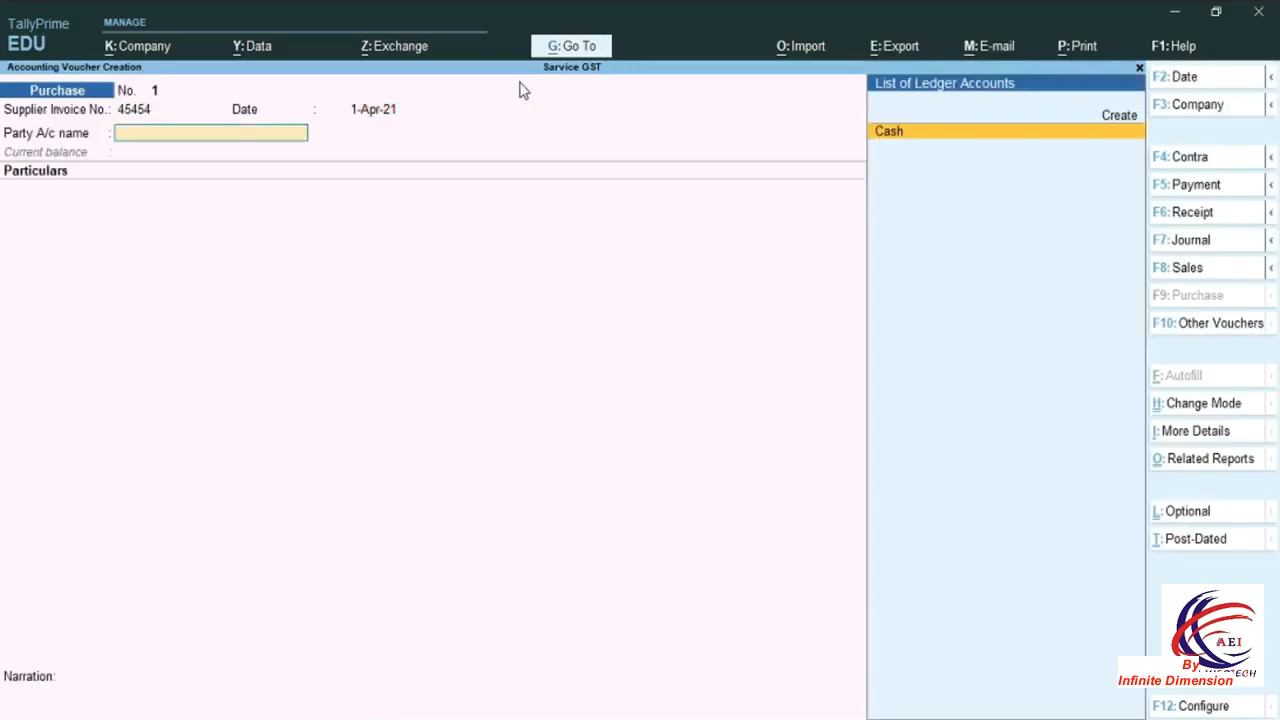 TallyPrime
EDU
MANAGE
K: Company
Y: Data
Z: Exchange
G: Go To
O: Import
E: Export
M: E-mail
P: Print
F1: Help
Accounting Voucher Creation
Sarvice GST
Purchase No. 1
Supplier Invoice No.: 45454 Date : 1-Apr-21
Party A/c name :
Current balance :
Particulars
Narration:
List of Ledger Accounts
Create
Cash
F2: Date
F3: Company
F4: Contra
F5: Payment
F6: Receipt
F7: Journal
F8: Sales
F9: Purchase
F10: Other Vouchers
F: Autofill
H: Change Mode
I: More Details
O: Related Reports
L: Optional
T: Post-Dated
AEI
By
Infinite Dimension
F12: Configure